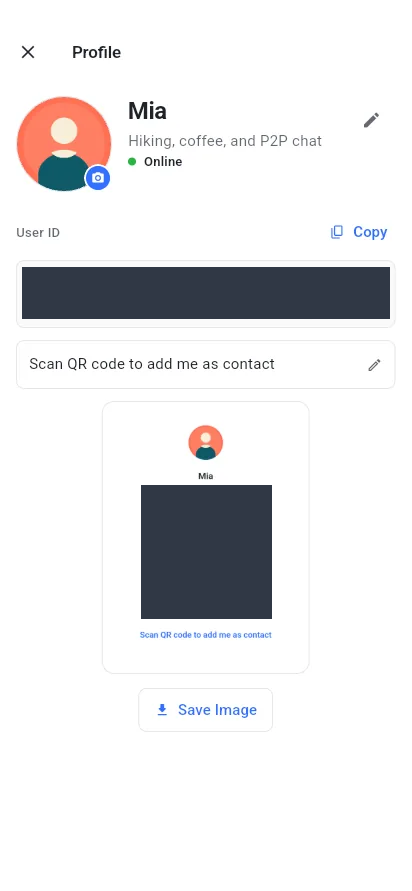 Profile
Mia
Hiking, coffee, and P2P chat
Online
User ID
Copy
Scan QR code to add me as contact
Mia
Scan QR code to add me as contact
Save Image